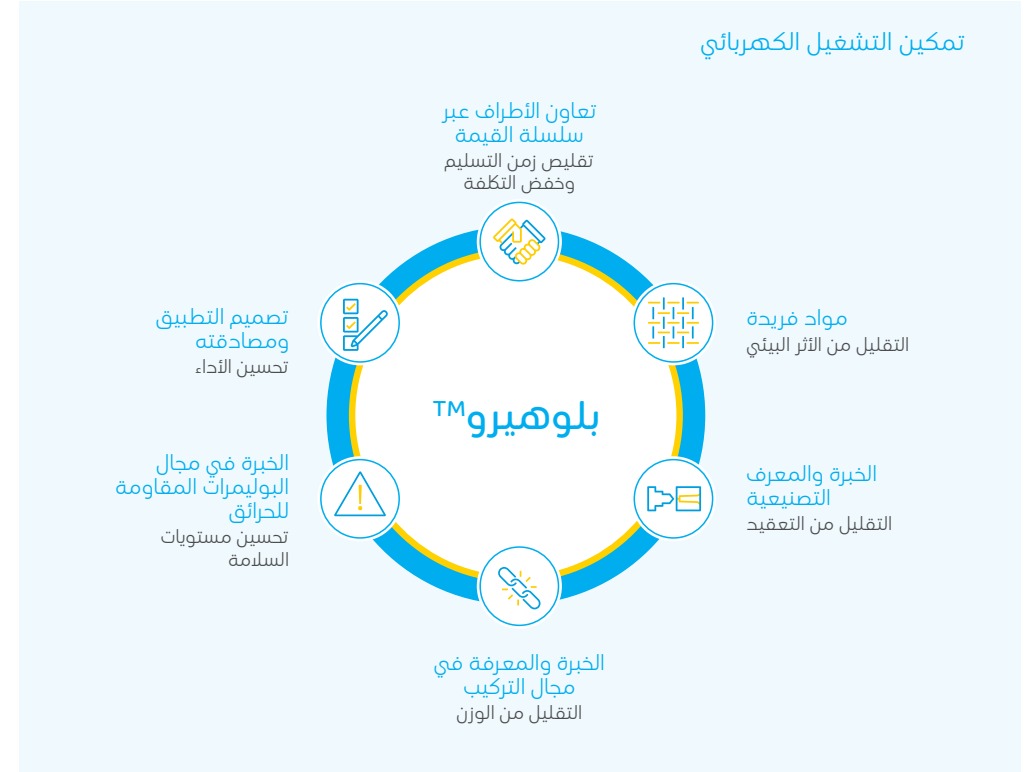 تمكين التشغيل الكهربائي
تعاون الأطراف عبر
سلسلة القيمة
تقليص زمن التسليم
وخفض التكلفة
مواد فريدة
التقليل من الأثر البيئي
الخبرة والمعرف
التصنيعية
التقليل من التعقيد
الخبرة والمعرفة في
مجال التركيب
التقليل من الوزن
الخبرة في مجال
البوليمرات المقاومة
للحرائق
تحسين مستويات
السلامة
تصميم التطبيق
ومصادقته
تحسين الأداء
بلوهيرو™